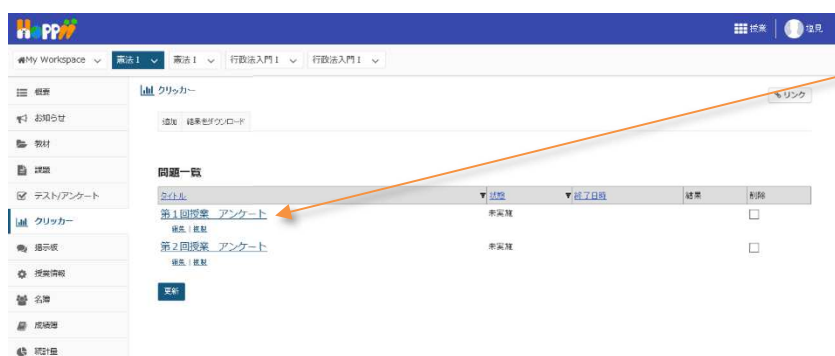 HoPPii
授業
塩見
My Workspace
憲法Ⅰ
憲法Ⅰ
行政法入門Ⅰ
行政法入門Ⅰ
概要
お知らせ
教材
課題
テスト/アンケート
クリッカー
掲示板
授業情報
名簿
成績簿
統計量
クリッカー
リンク
追加
結果をダウンロード
問題一覧
タイトル
状態
終了日時
結果
削除
第1回授業 アンケート
未実施
編集 | 複製
第2回授業 アンケート
未実施
編集 | 複製
更新